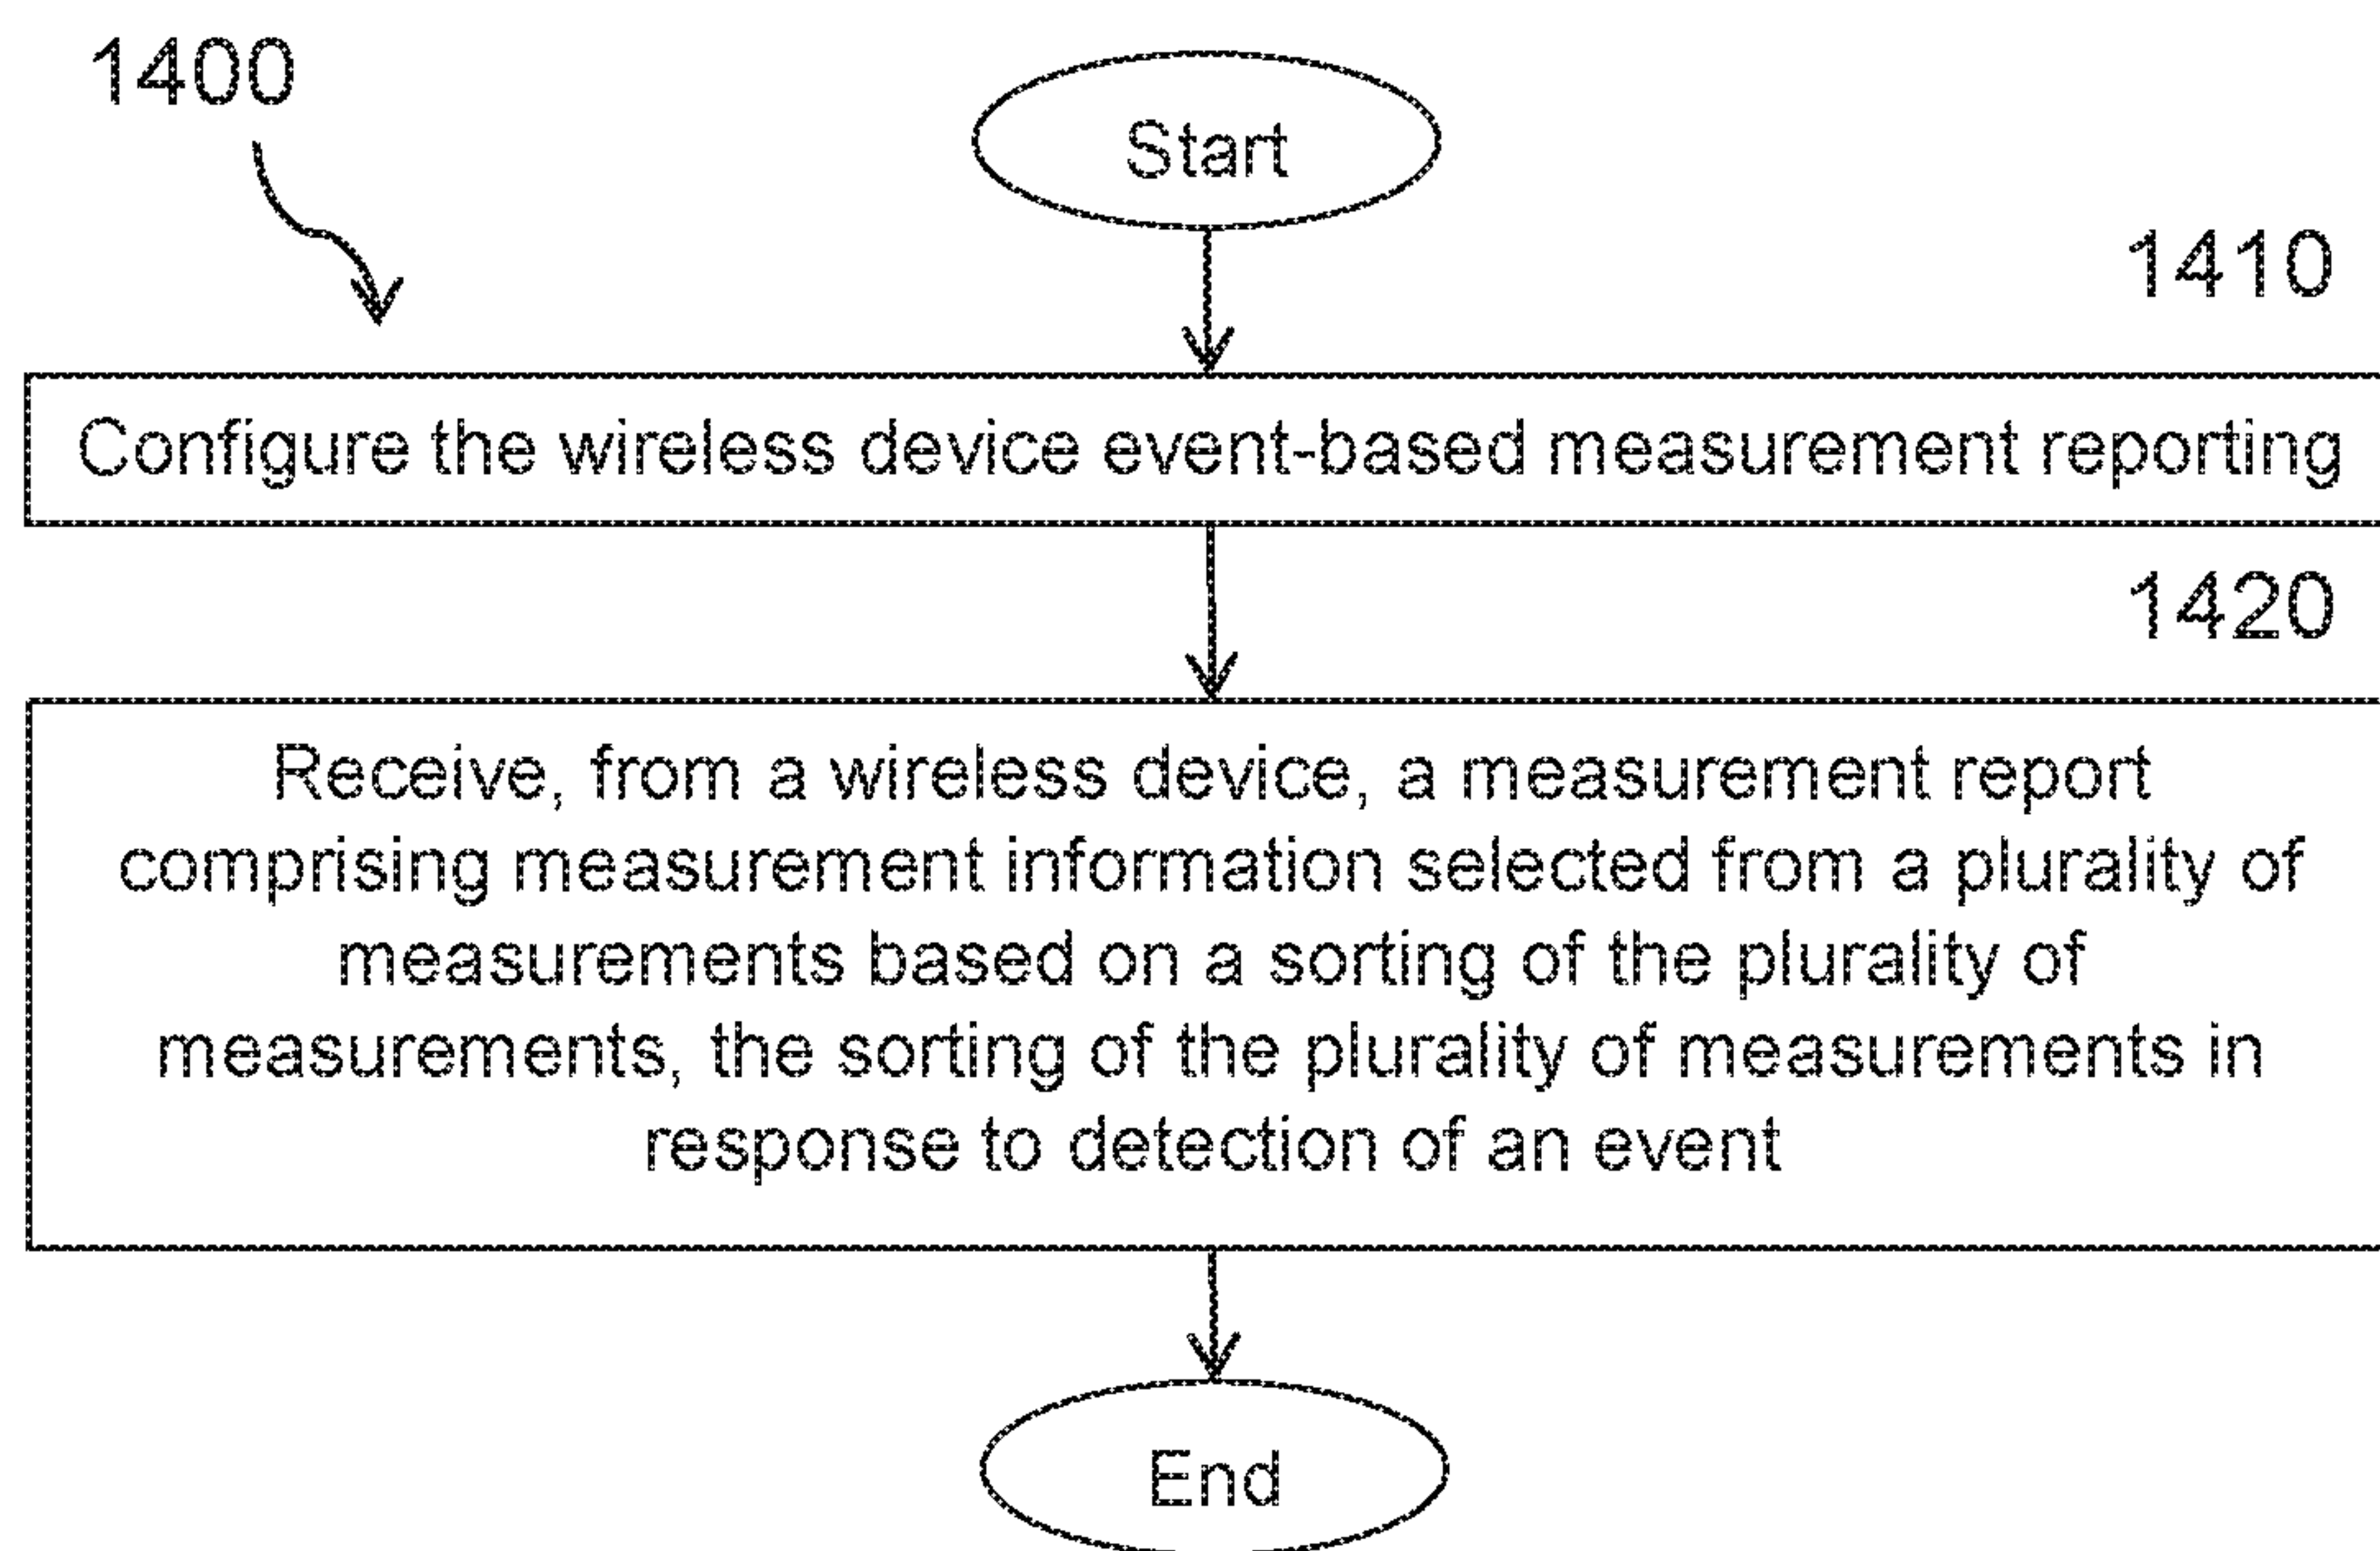 1400
Start
1410
Configure the wireless device event-based measurement reporting
1420
Receive, from a wireless device, a measurement report
comprising measurement information selected from a plurality of
measurements based on a sorting of the plurality of
measurements, the sorting of the plurality of measurements in
response to detection of an event
End